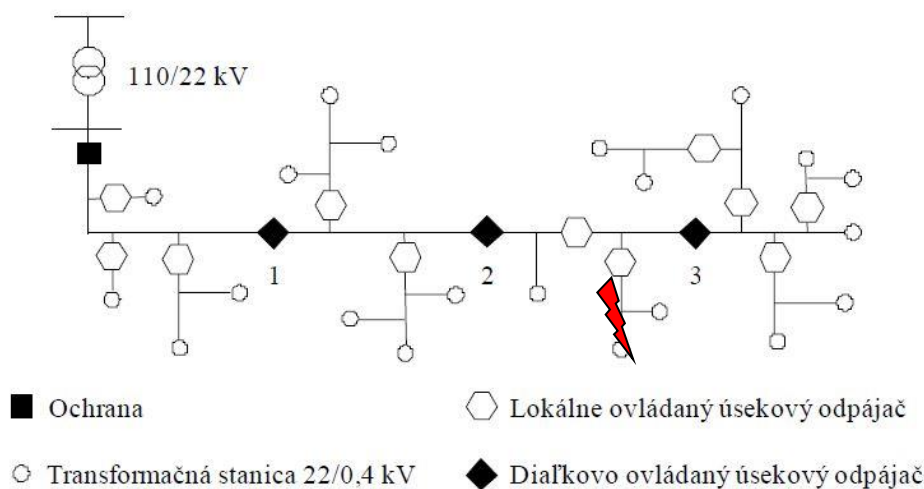 110/22 kV
1
2
3
Ochrana
Lokálne ovládaný úsekový odpájač
Transformačná stanica 22/0,4 kV
Diaľkovo ovládaný úsekový odpájač